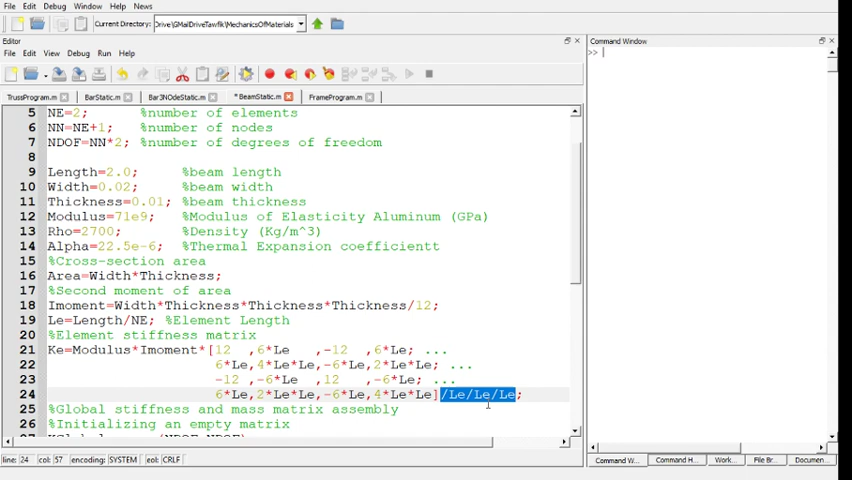 File Edit Debug Window Help News
Current Directory: Drive\GMailDriveTawfik\MechanicsOfMaterials
Editor
File Edit View Debug Run Help
TrussProgram.m BarStatic.m Bar3NOdeStatic.m * BeamStatic.m FrameProgram.m
5 NE=2; %number of elements
6 NN=NE+1; %number of nodes
7 NDOF=NN*2; %number of degrees of freedom
8
9 Length=2.0; %beam length
10 Width=0.02; %beam width
11 Thickness=0.01; %beam thickness
12 Modulus=71e9; %Modulus of Elasticity Aluminum (GPa)
13 Rho=2700; %Density (Kg/m^3)
14 Alpha=22.5e-6; %Thermal Expansion coefficientt
15 %Cross-section area
16 Area=Width*Thickness;
17 %Second moment of area
18 Imoment=Width*Thickness*Thickness*Thickness/12;
19 Le=Length/NE; %Element Length
20 %Element stiffness matrix
21 Ke=Modulus*Imoment*[12 ,6*Le ,-12 ,6*Le; ...
22 6*Le,4*Le*Le,-6*Le,2*Le*Le; ...
23 -12 ,-6*Le ,12 ,-6*Le; ...
24 6*Le,2*Le*Le,-6*Le,4*Le*Le]/Le/Le/Le;
25 %Global stiffness and mass matrix assembly
26 %Initializing an empty matrix
line: 24 col: 57 encoding: SYSTEM eol: CRLF
Command Window
>>
Command W... Command H... Work... File Br... Documen...